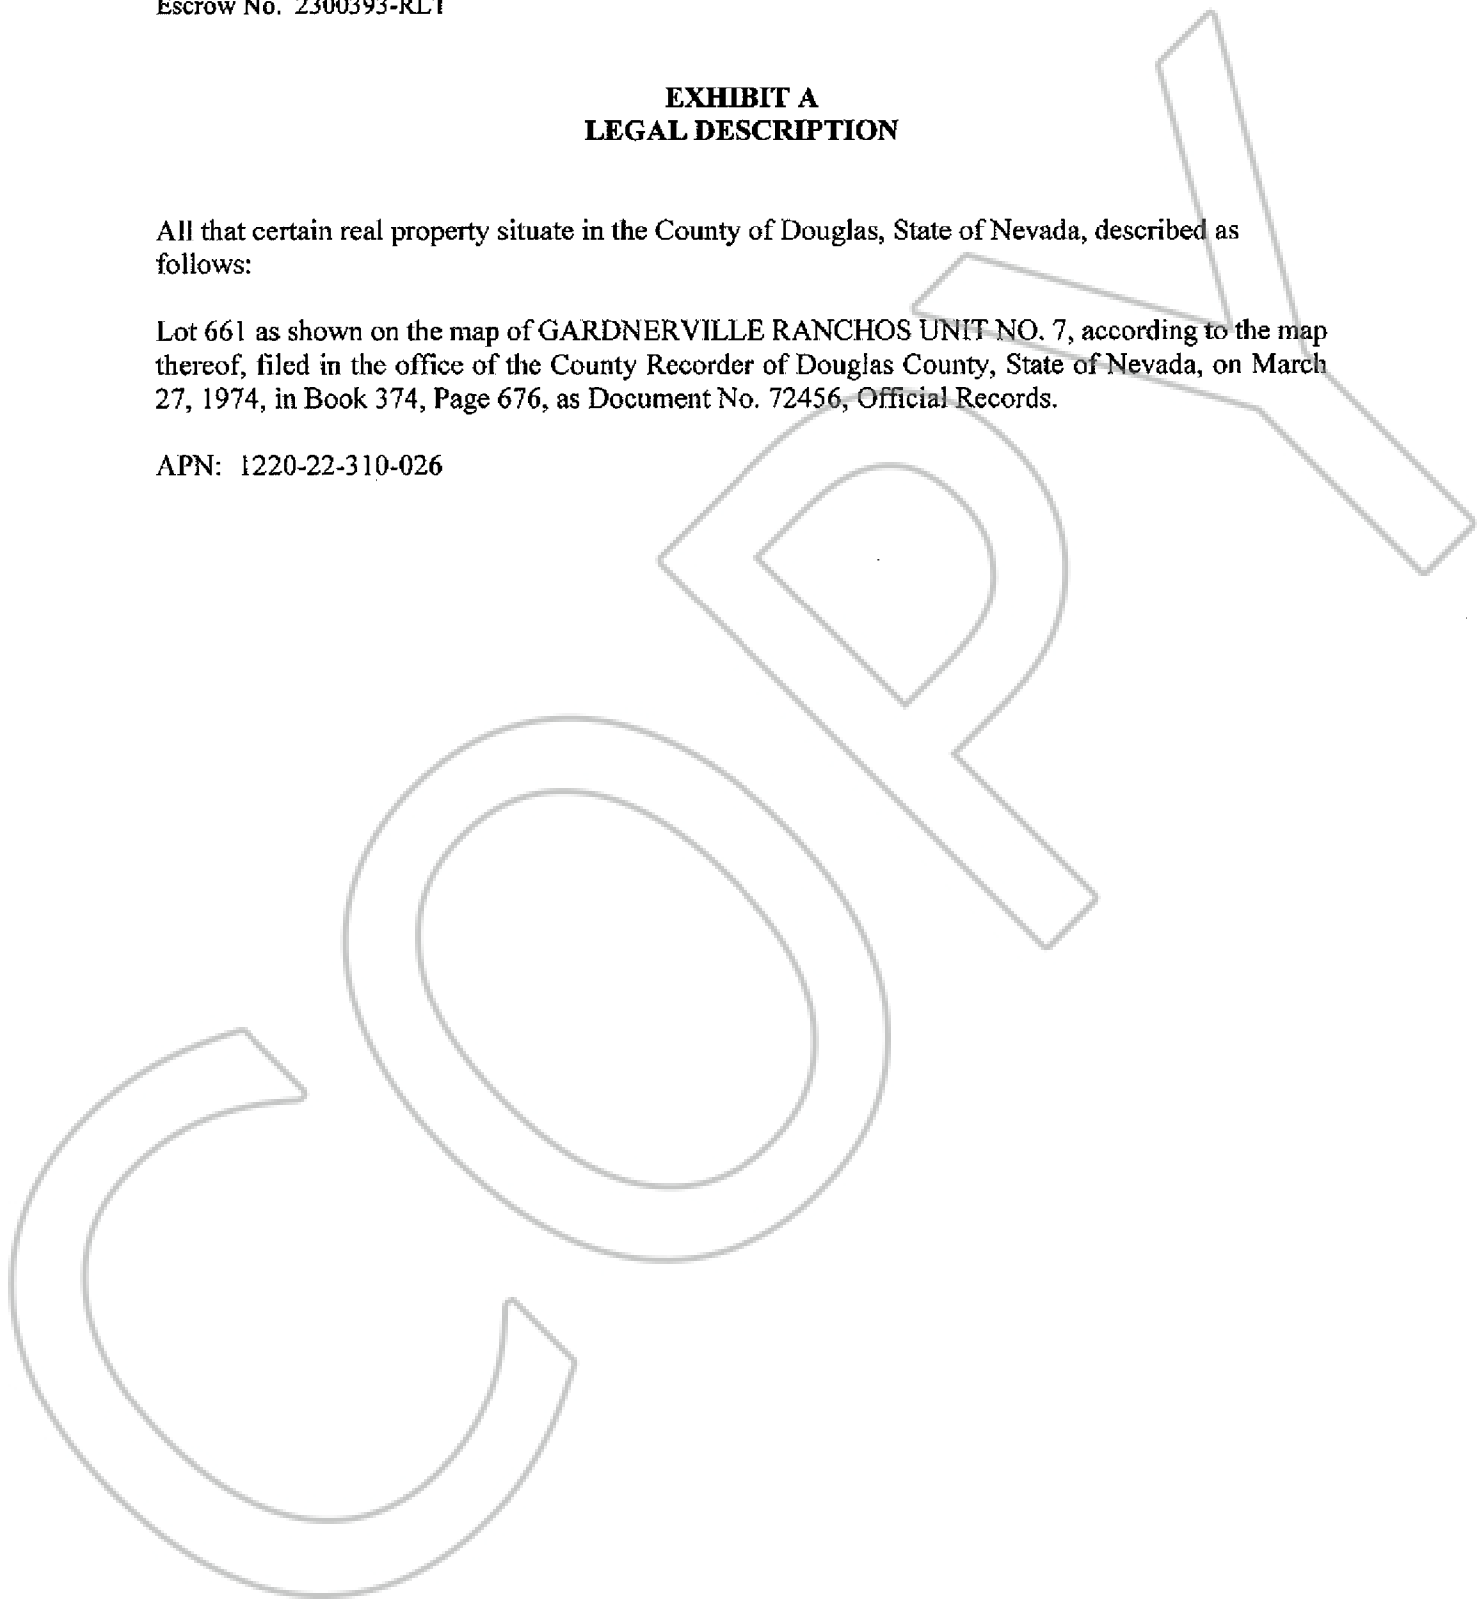 Escrow No. 2300393-RLT
EXHIBIT A
LEGAL DESCRIPTION
All that certain real property situate in the County of Douglas, State of Nevada, described as
follows:
Lot 661 as shown on the map of GARDNERVILLE RANCHOS UNIT NO. 7, according to the map
thereof, filed in the office of the County Recorder of Douglas County, State of Nevada, on March
27, 1974, in Book 374, Page 676, as Document No. 72456, Official Records.
APN: 1220-22-310-026
COPY